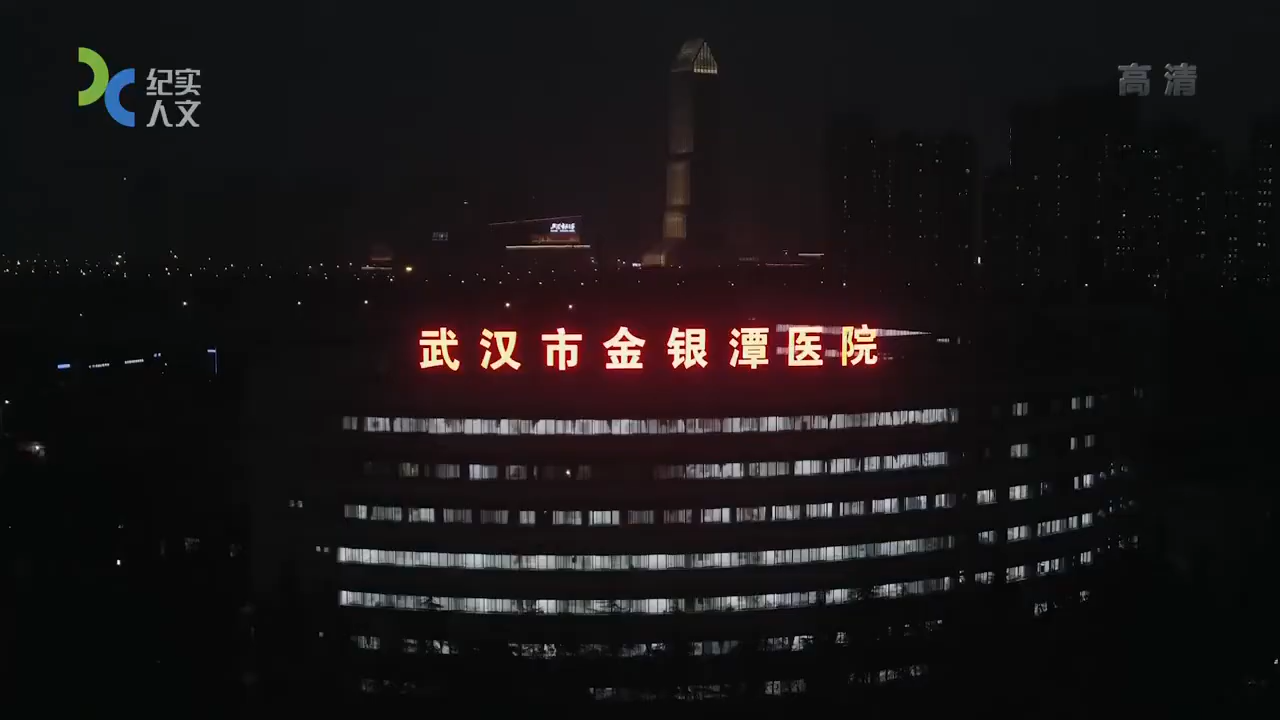 纪实
人文
高清
武汉市金银潭医院